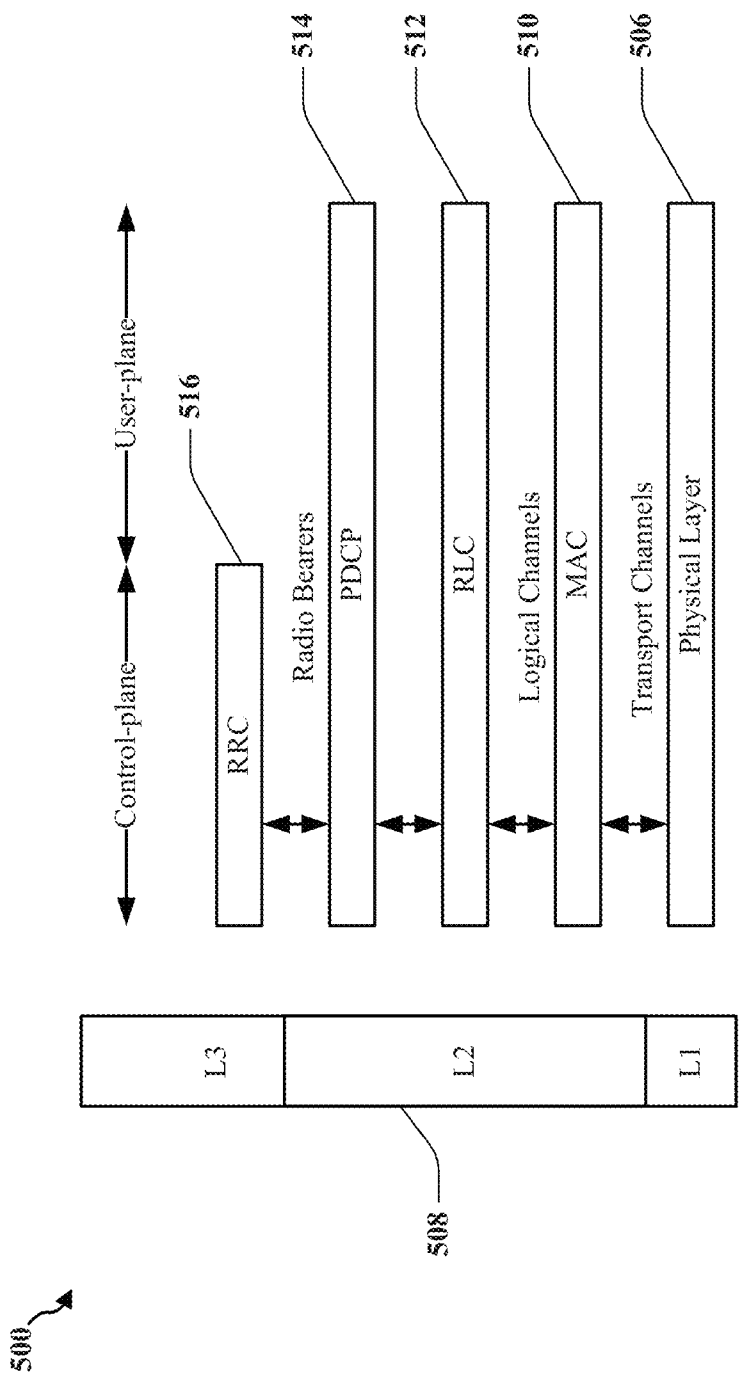 500
Control-plane
User-plane
516
RRC
L3
Radio Bearers
514
PDCP
512
RLC
L2
508
Logical Channels
510
MAC
Transport Channels
506
Physical Layer
L1